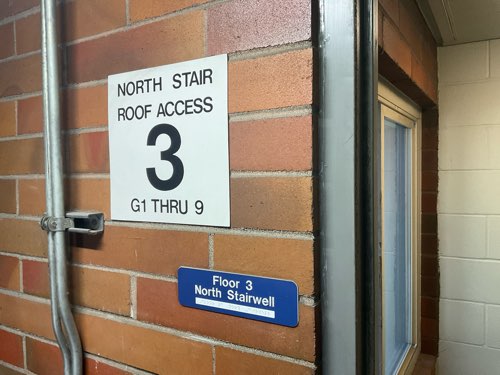 NORTH STAIR
ROOF ACCESS
3
G1 THRU 9
Floor 3
North Stairwell